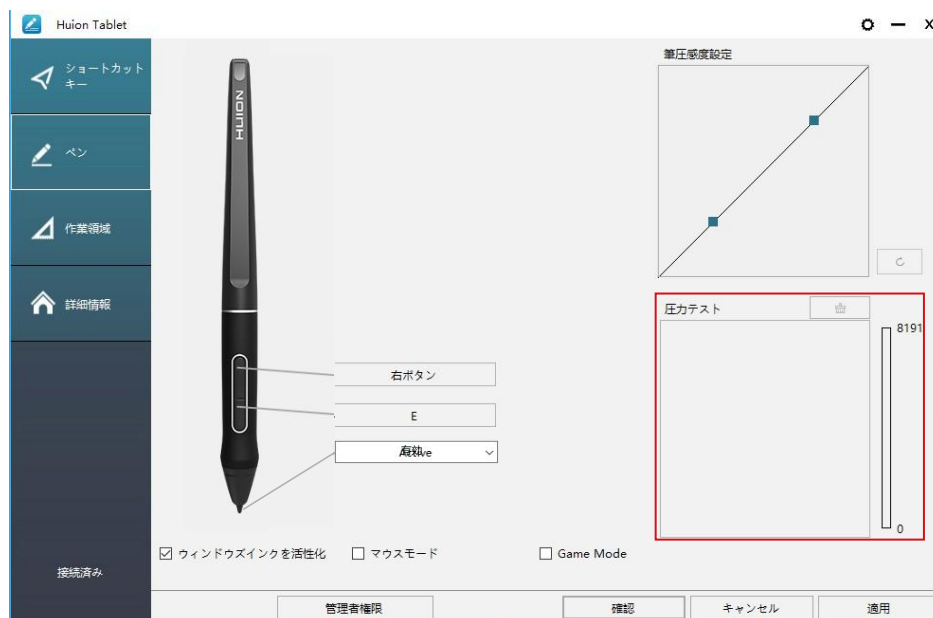 Huion Tablet
ショートカット
キー
ペン
作業領域
詳細情報
接続済み
HUION
右ボタン
E
筆圧感度設定
圧力テスト
8191
0
ウィンドウズインクを活性化
マウスモード
Game Mode
管理者権限
確認
キャンセル
適用